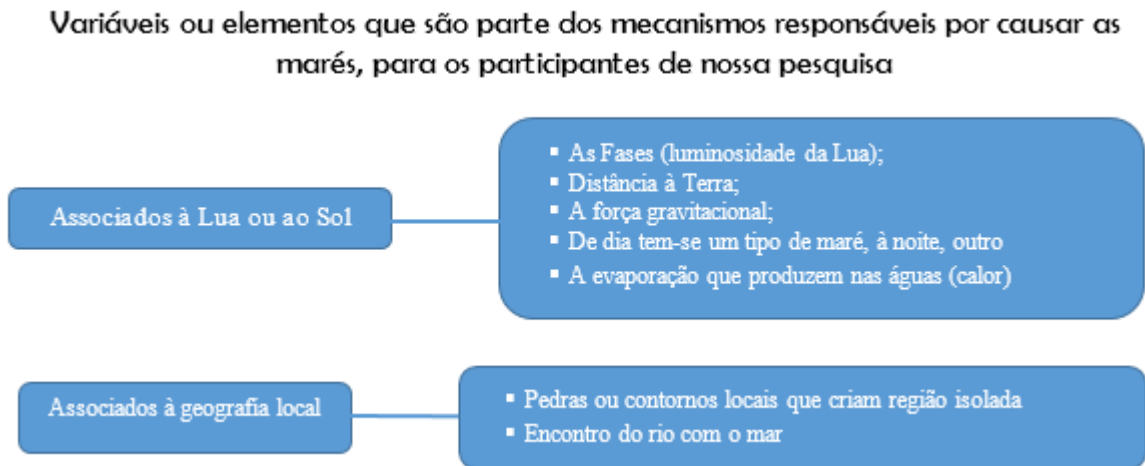 Variáveis ou elementos que são parte dos mecanismos responsáveis por causar as
marés, para os participantes de nossa pesquisa
Associados à Lua ou ao Sol
▪ As Fases (luminosidade da Lua);
▪ Distância à Terra;
▪ A força gravitacional;
▪ De dia tem-se um tipo de maré, à noite, outro
▪ A evaporação que produzem nas águas (calor)
Associados à geografia local
▪ Pedras ou contornos locais que criam região isolada
▪ Encontro do rio com o mar